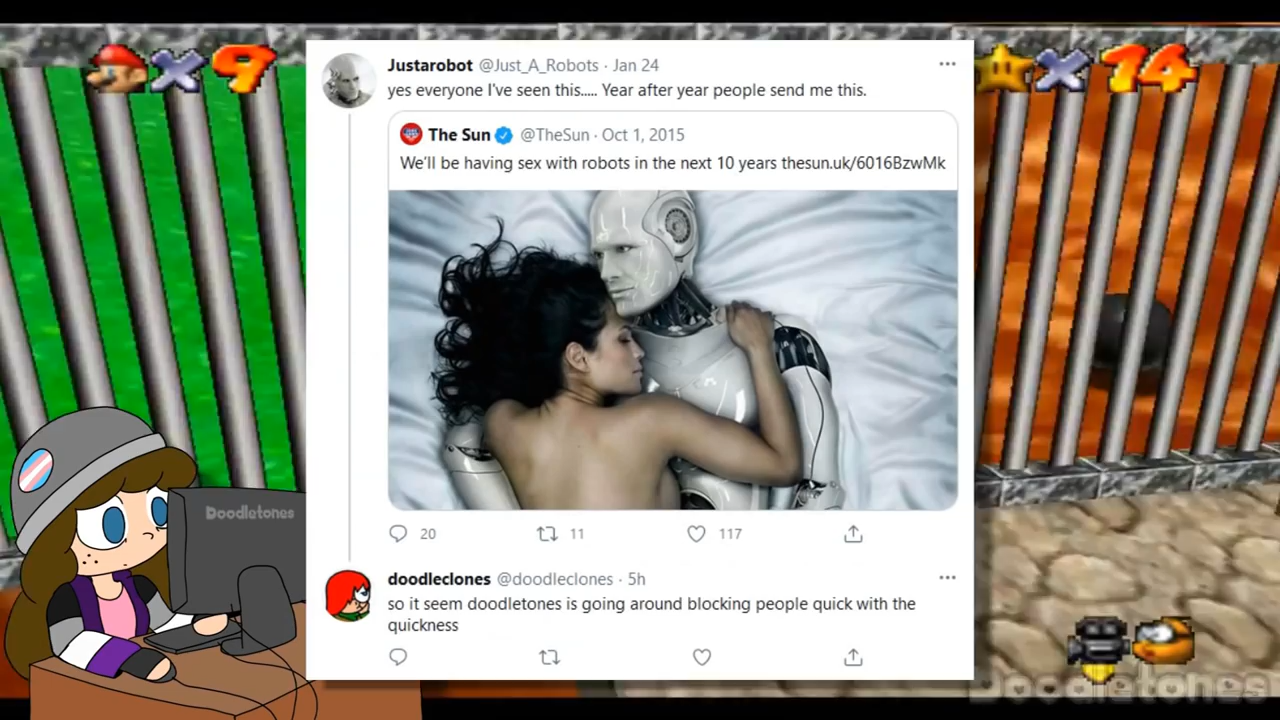 x 9
x 14
Justarobot @Just_A_Robots · Jan 24
yes everyone I've seen this..... Year after year people send me this.
The Sun @TheSun · Oct 1, 2015
We'll be having sex with robots in the next 10 years thesun.uk/6016BzwMk
20 11 117
doodleclones @doodleclones · 5h
so it seem doodletones is going around blocking people quick with the
quickness
Doodletones
Doodletones